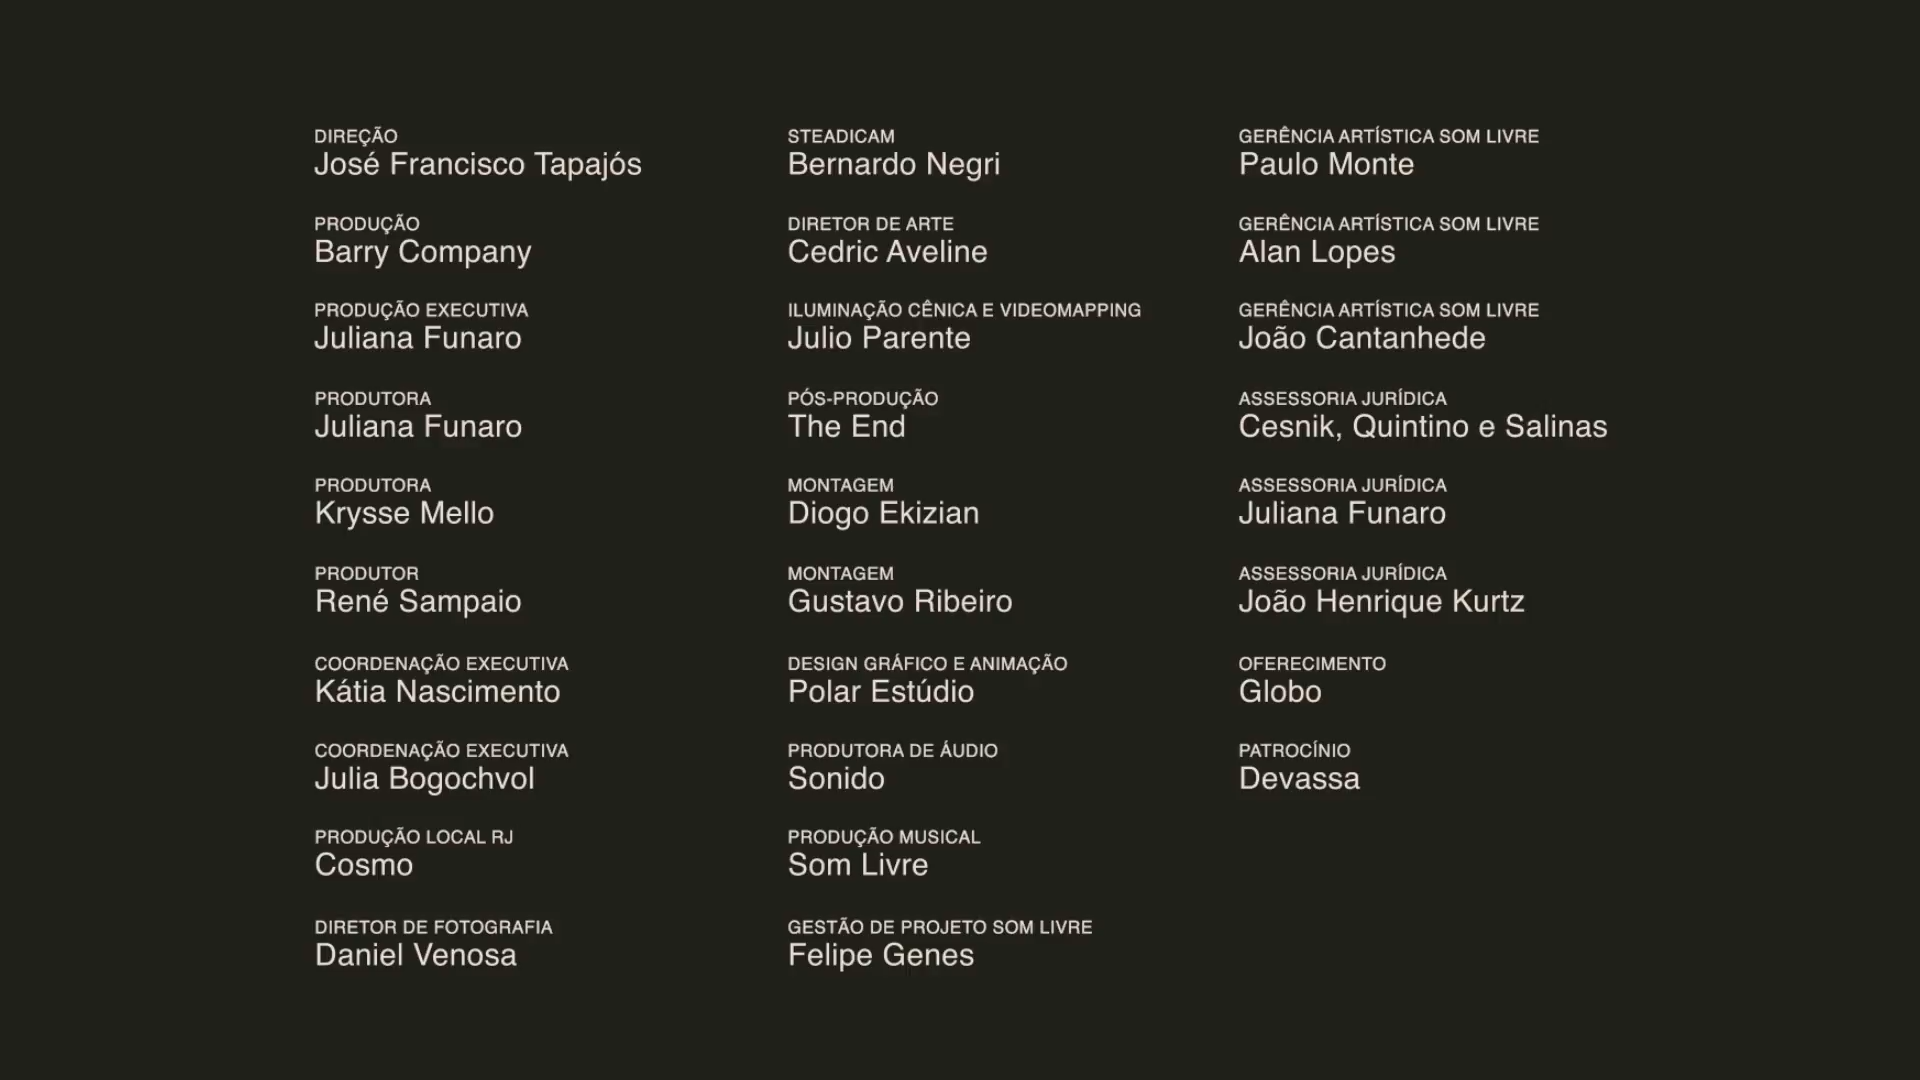 DIREÇÃO
José Francisco Tapajós
PRODUÇÃO
Barry Company
PRODUÇÃO EXECUTIVA
Juliana Funaro
PRODUTORA
Juliana Funaro
PRODUTORA
Krysse Mello
PRODUTOR
René Sampaio
COORDENAÇÃO EXECUTIVA
Kátia Nascimento
COORDENAÇÃO EXECUTIVA
Julia Bogochvol
PRODUÇÃO LOCAL RJ
Cosmo
DIRETOR DE FOTOGRAFIA
Daniel Venosa
STEADICAM
Bernardo Negri
DIRETOR DE ARTE
Cedric Aveline
ILUMINAÇÃO CÊNICA E VIDEOMAPPING
Julio Parente
PÓS-PRODUÇÃO
The End
MONTAGEM
Diogo Ekizian
MONTAGEM
Gustavo Ribeiro
DESIGN GRÁFICO E ANIMAÇÃO
Polar Estúdio
PRODUTORA DE ÁUDIO
Sonido
PRODUÇÃO MUSICAL
Som Livre
GESTÃO DE PROJETO SOM LIVRE
Felipe Genes
GERÊNCIA ARTÍSTICA SOM LIVRE
Paulo Monte
GERÊNCIA ARTÍSTICA SOM LIVRE
Alan Lopes
GERÊNCIA ARTÍSTICA SOM LIVRE
João Cantanhede
ASSESSORIA JURÍDICA
Cesnik, Quintino e Salinas
ASSESSORIA JURÍDICA
Juliana Funaro
ASSESSORIA JURÍDICA
João Henrique Kurtz
OFERECIMENTO
Globo
PATROCÍNIO
Devassa